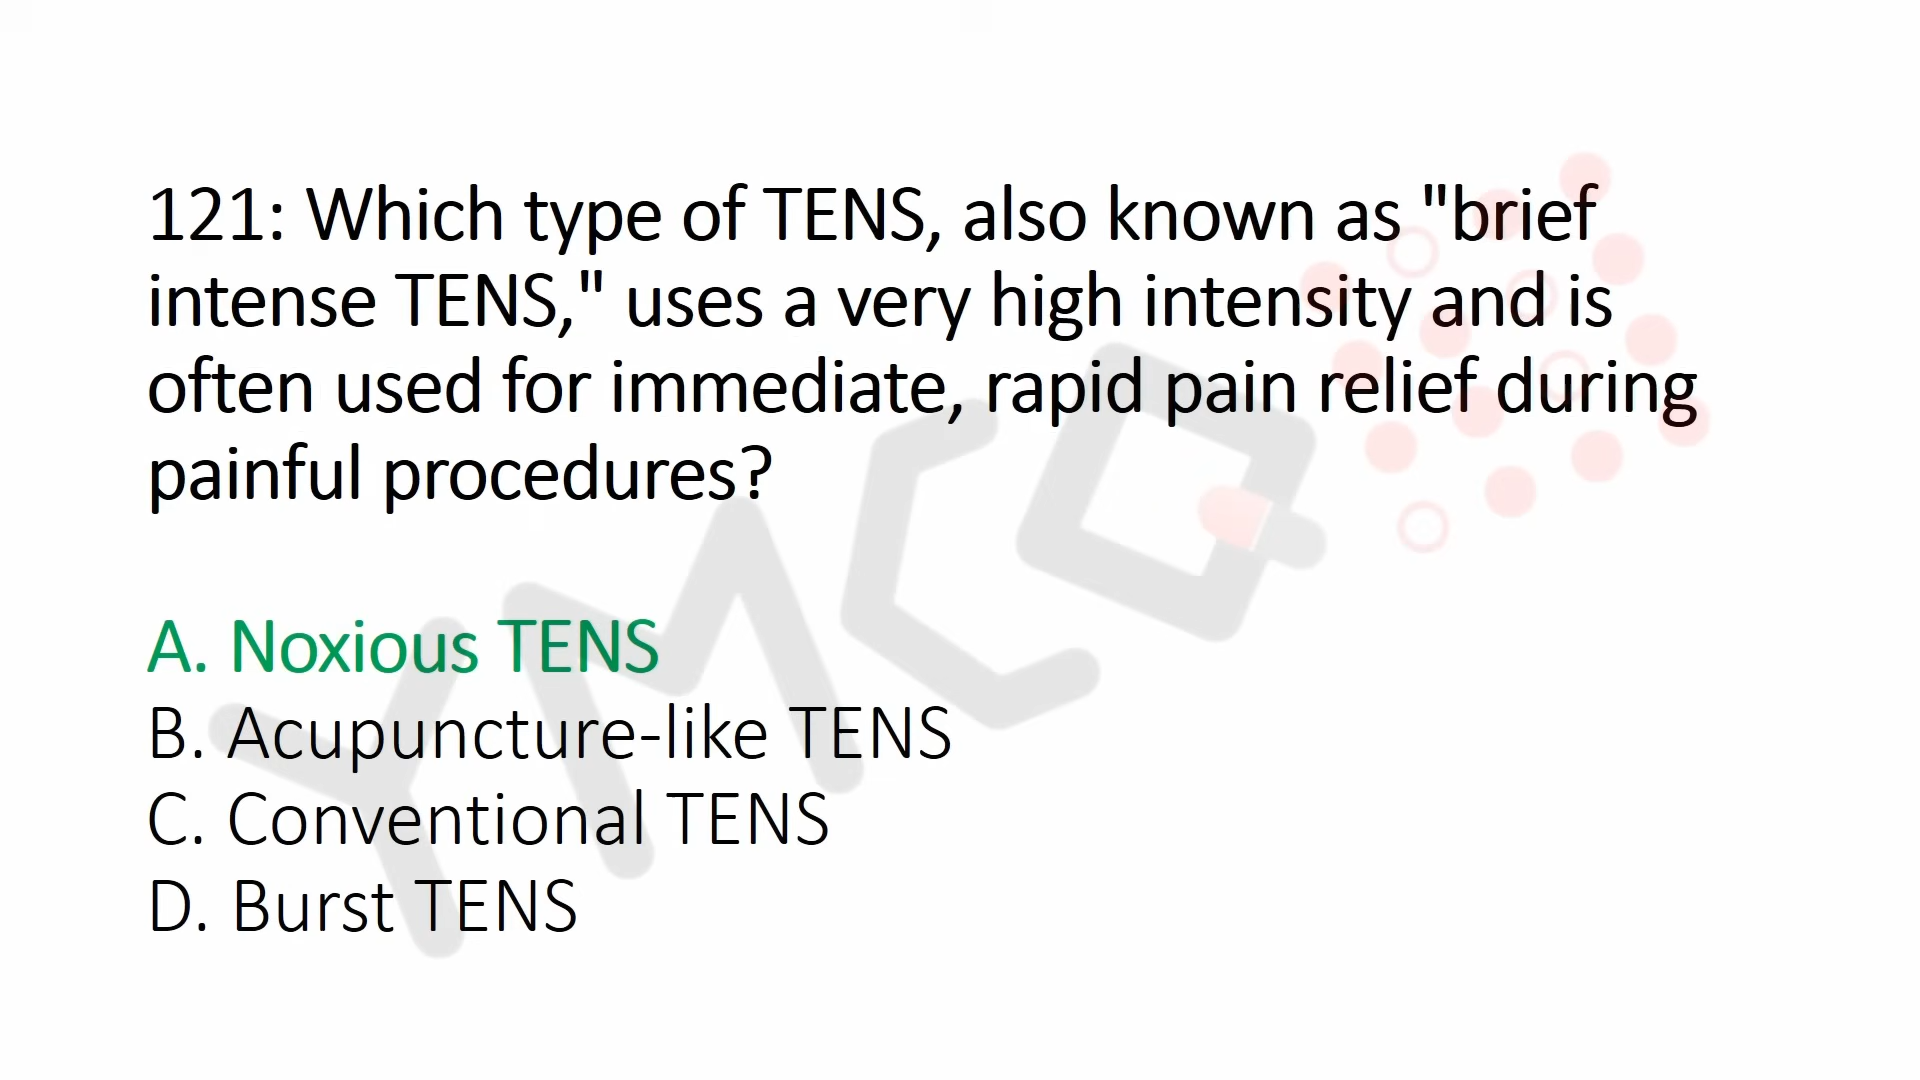 121: Which type of TENS, also known as "brief
intense TENS," uses a very high intensity and is
often used for immediate, rapid pain relief during
painful procedures?
A. Noxious TENS
B. Acupuncture-like TENS
C. Conventional TENS
D. Burst TENS
YMCQ